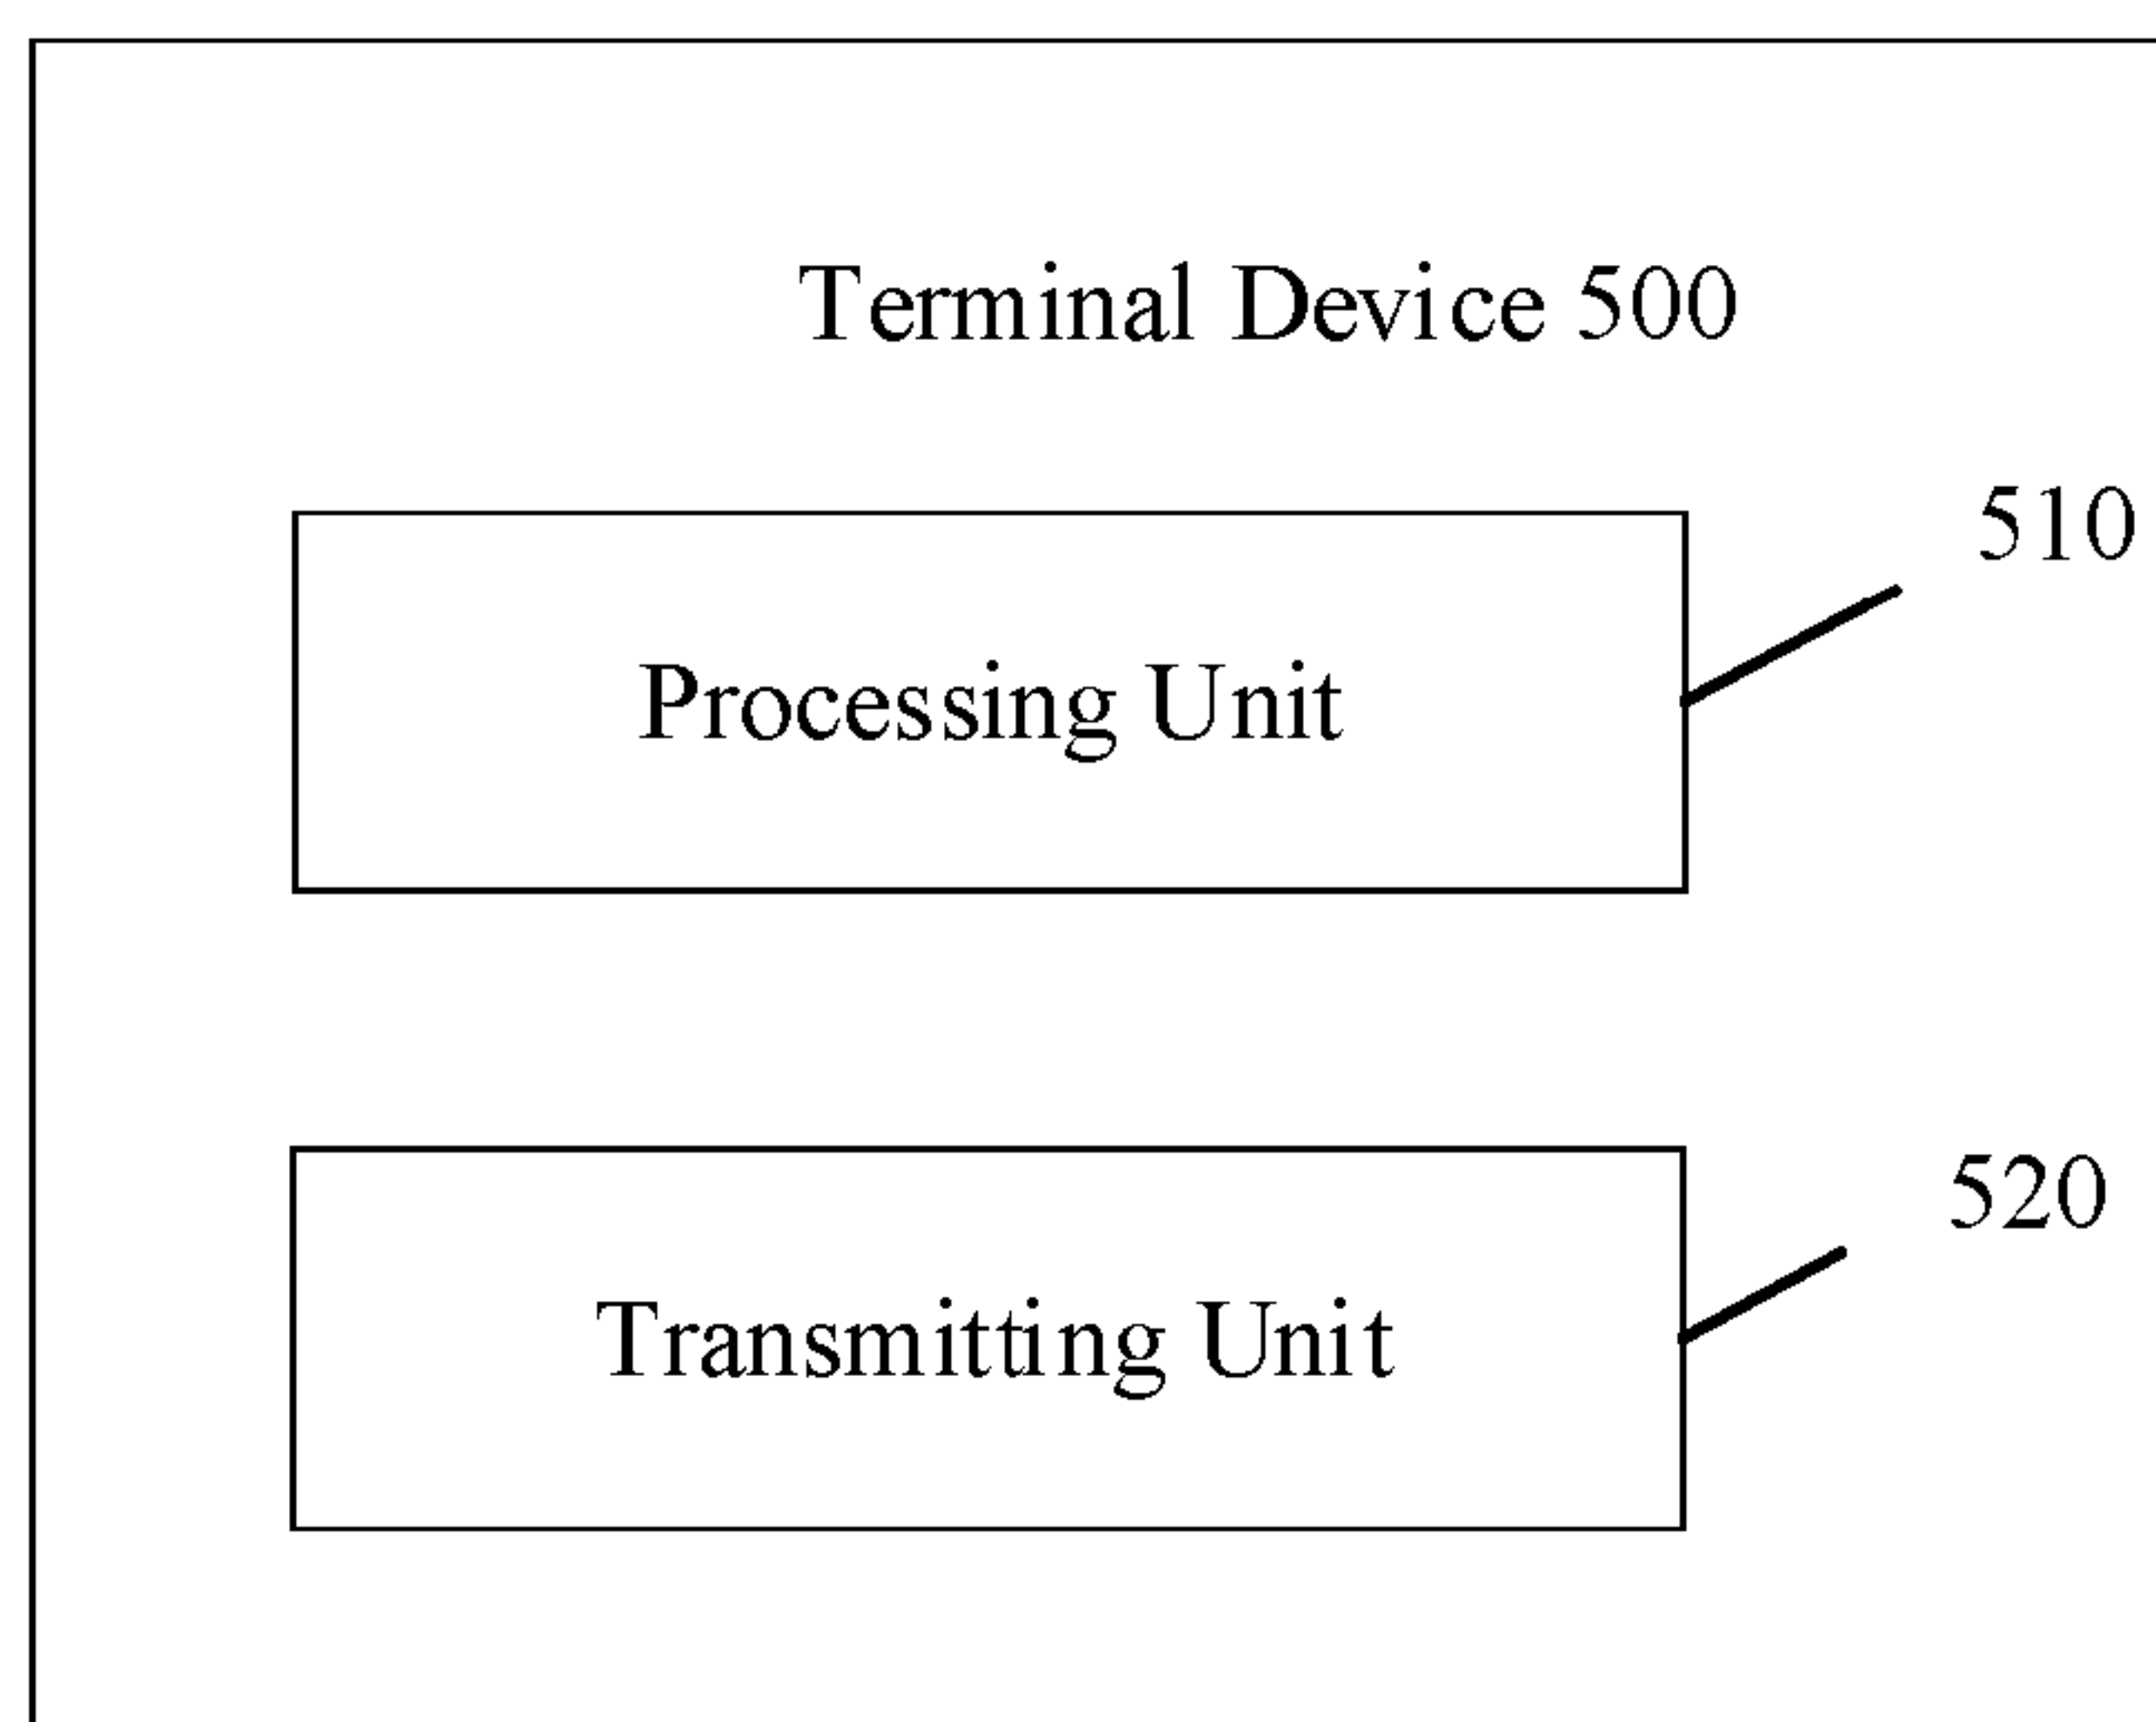 Terminal Device 500
510
Processing Unit
520
Transmitting Unit